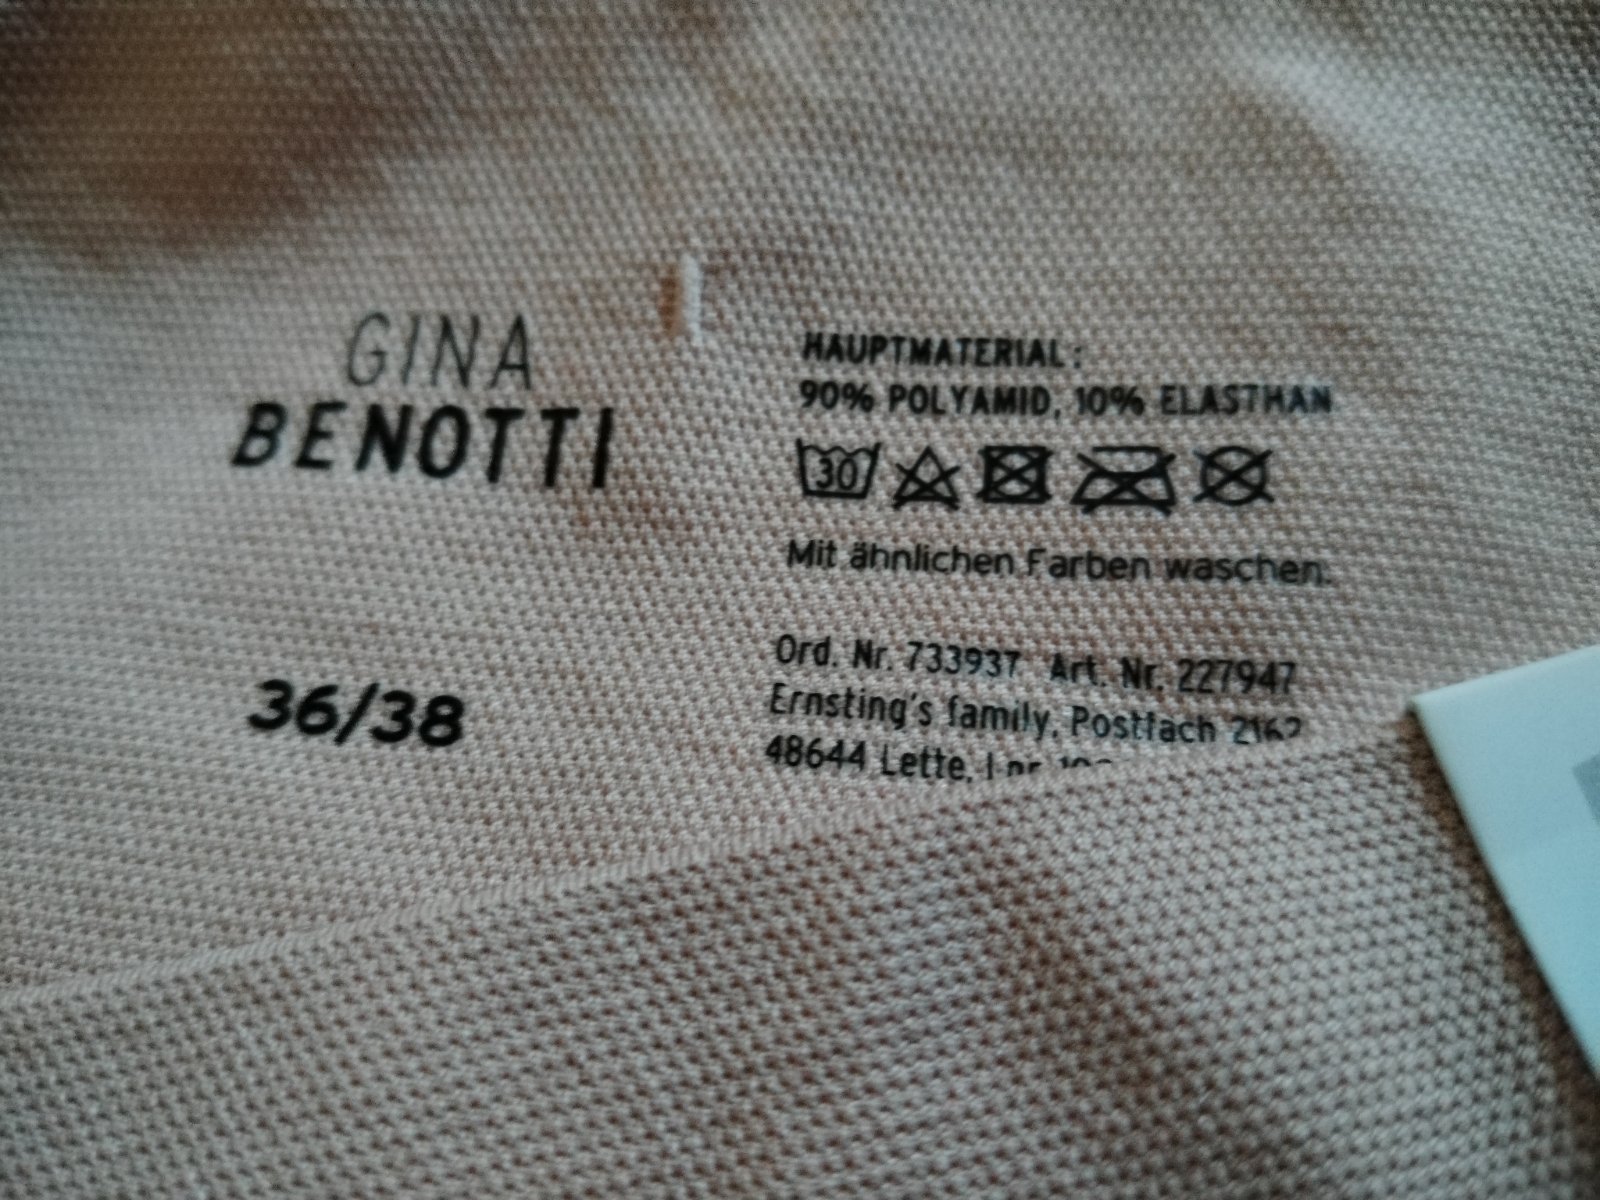 GINA
BENOTTI
36/38
HAUPTMATERIAL:
90% POLYAMID, 10% ELASTHAN
30
Mit ähnlichen Farben waschen.
Ord. Nr. 733937 Art. Nr. 227947
Ernsting's family, Postfach
48644 Lette,